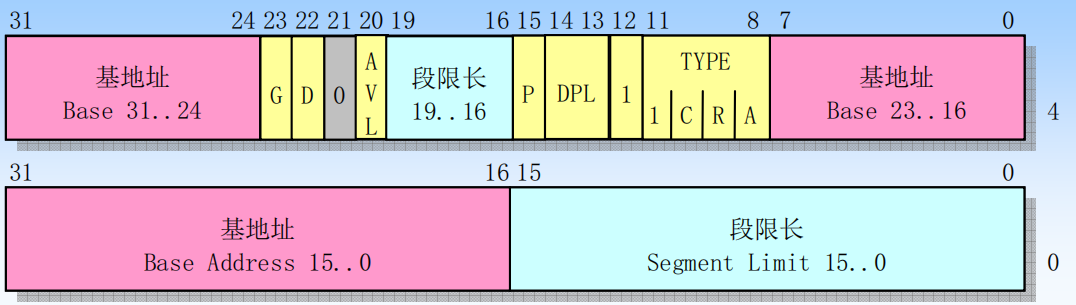 31 24 23 22 21 20 19 16 15 14 13 12 11 8 7 0
基地址 Base 31..24 G D 0 AVL 段限长 19..16 P DPL 1 TYPE 1 C R A 基地址 Base 23..16 4
31 16 15 0
基地址 段限长
Base Address 15..0 Segment Limit 15..0 0